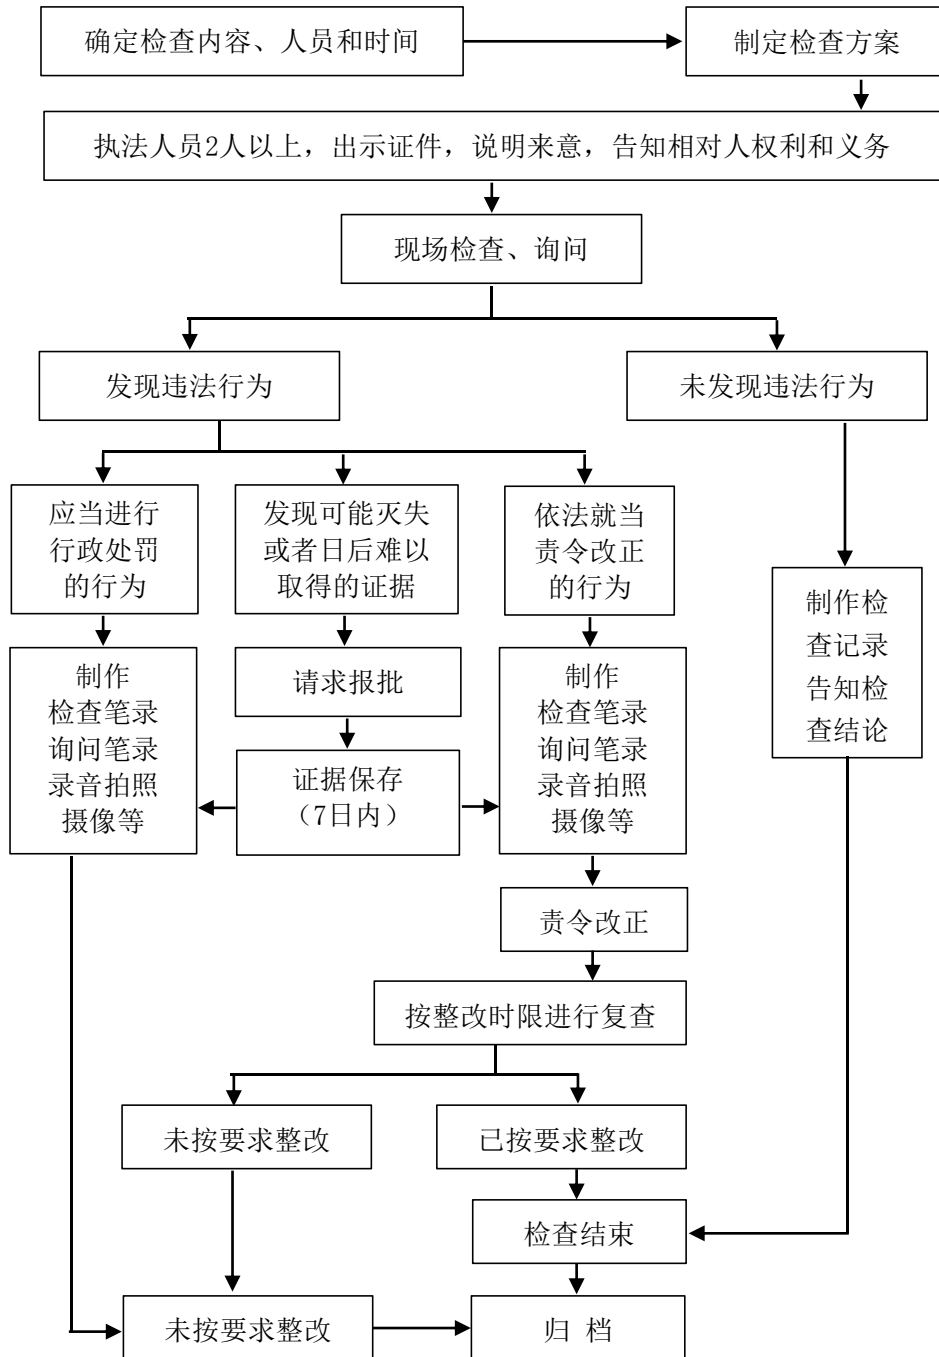 确定检查内容、人员和时间
制定检查方案
执法人员2人以上，出示证件，说明来意，告知相对人权利和义务
现场检查、询问
发现违法行为
未发现违法行为
应当进行
行政处罚
的行为
发现可能灭失
或者日后难以
取得的证据
依法就当
责令改正
的行为
制作检
查记录
告知检
查结论
制作
检查笔录
询问笔录
录音拍照
摄像等
请求报批
证据保存
（7日内）
制作
检查笔录
询问笔录
录音拍照
摄像等
责令改正
按整改时限进行复查
未按要求整改
已按要求整改
检查结束
未按要求整改
归 档